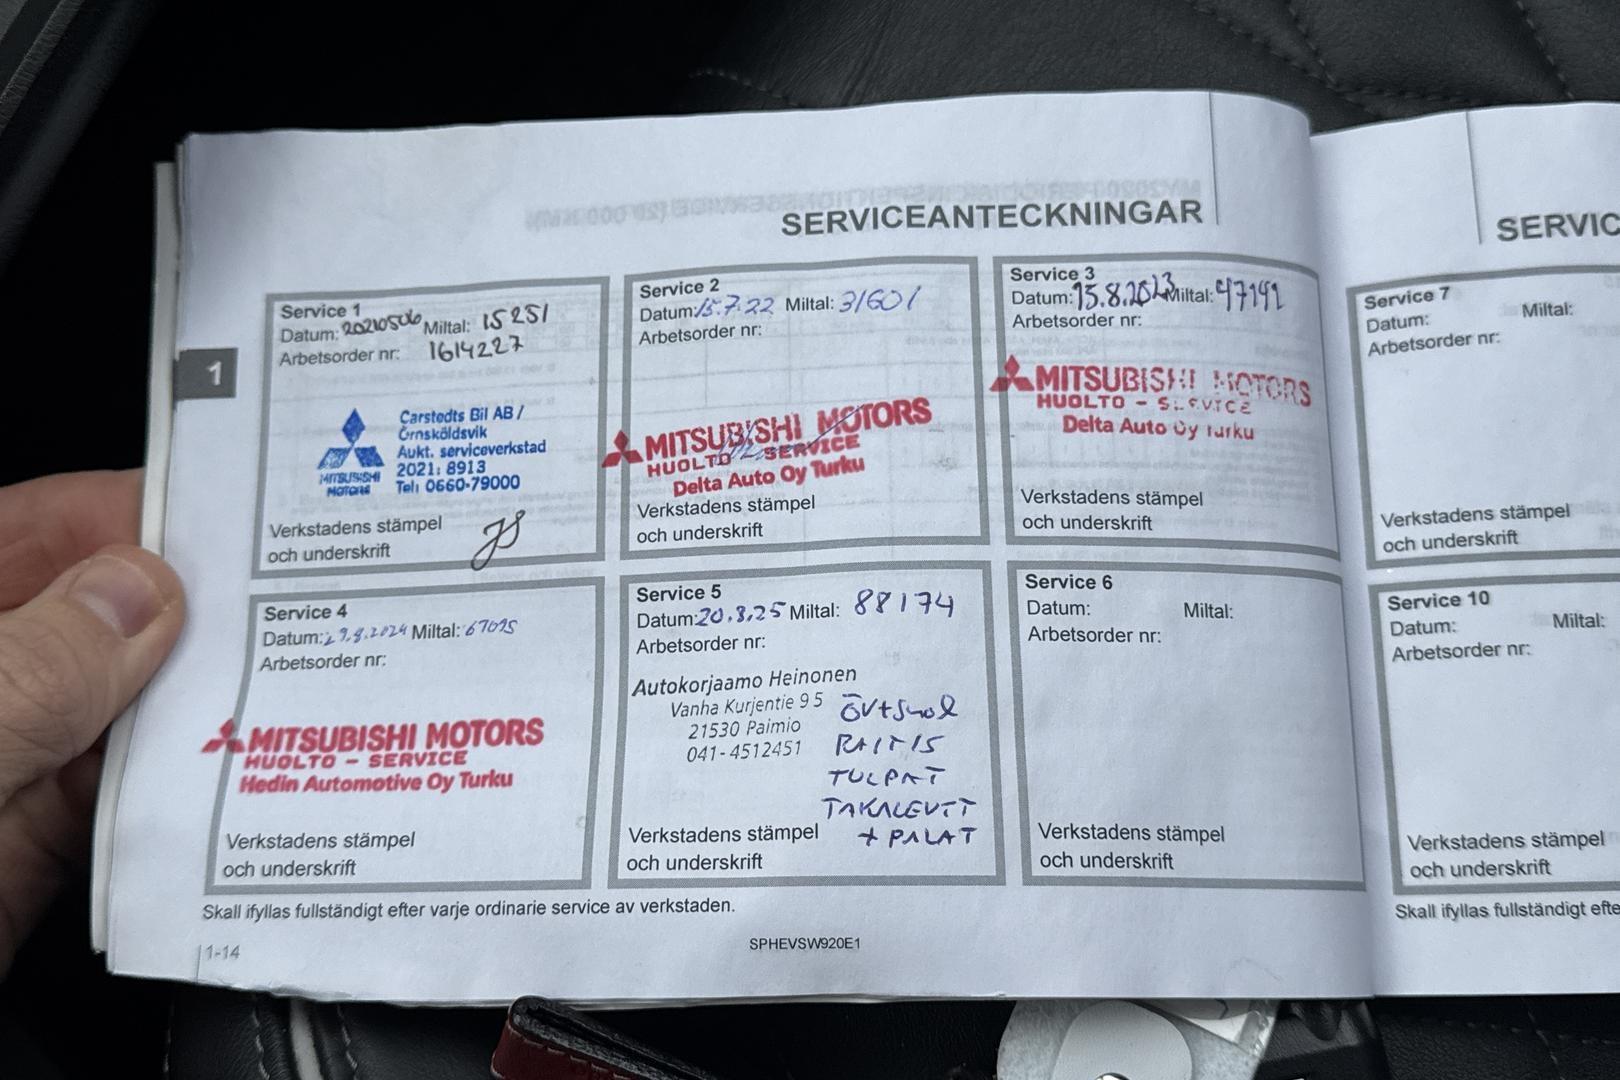 SERVICEANTECKNINGAR
Service 1
Datum: 20210506 Miltal: 15251
Arbetsorder nr: 1614227
MITSUBISHI
MOTORS
Carstedts Bil AB /
Örnsköldsvik
Aukt. serviceverkstad
2021: 8913
Tel: 0660-79000
Verkstadens stämpel
och underskrift
Service 2
Datum: 15.7.22 Miltal: 31601
Arbetsorder nr:
MITSUBISHI MOTORS
HUOLTO - SERVICE
Delta Auto Oy Turku
Verkstadens stämpel
och underskrift
Service 3
Datum: 15.8.2023 Miltal: 47192
Arbetsorder nr:
MITSUBISHI MOTORS
HUOLTO - SERVICE
Delta Auto Oy Turku
Verkstadens stämpel
och underskrift
1
Service 4
Datum: 29.8.2024 Miltal: 67095
Arbetsorder nr:
MITSUBISHI MOTORS
HUOLTO - SERVICE
Hedin Automotive Oy Turku
Verkstadens stämpel
och underskrift
Service 5
Datum: 20.8.25 Miltal: 88174
Arbetsorder nr:
Autokorjaamo Heinonen
Vanha Kurjentie 95
21530 Paimio
041-4512451
RAITIS
TULPAT
TAKALEVYT
+ PALAT
Verkstadens stämpel
och underskrift
Service 6
Datum: Miltal:
Arbetsorder nr:
Verkstadens stämpel
och underskrift
Skall ifyllas fullständigt efter varje ordinarie service av verkstaden.
1-14
SPHEVSW920E1
SERVIC
Service 7
Datum: Miltal:
Arbetsorder nr:
Verkstadens stämpel
och underskrift
Service 10
Datum: Miltal:
Arbetsorder nr:
Verkstadens stämpel
och underskrift
Skall ifyllas fullständigt efte